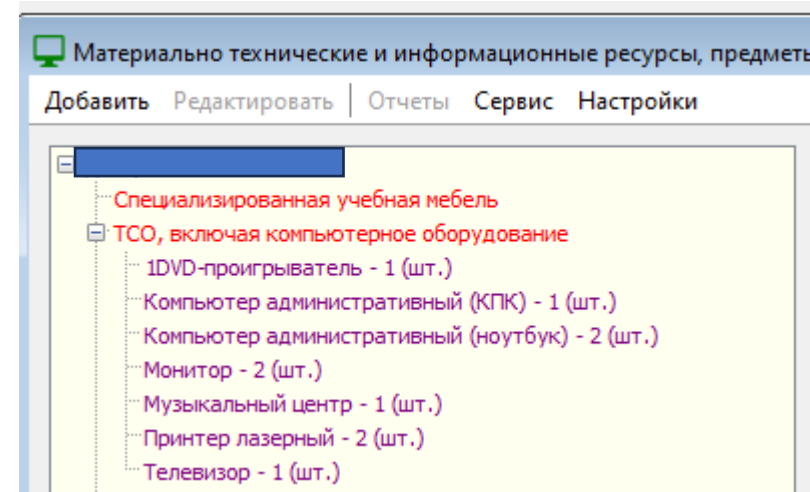 Материально технические и информационные ресурсы, предметы
Добавить Редактировать Отчеты Сервис Настройки
Специализированная учебная мебель
ТСО, включая компьютерное оборудование
1DVD-проигрыватель - 1 (шт.)
Компьютер административный (КПК) - 1 (шт.)
Компьютер административный (ноутбук) - 2 (шт.)
Монитор - 2 (шт.)
Музыкальный центр - 1 (шт.)
Принтер лазерный - 2 (шт.)
Телевизор - 1 (шт.)